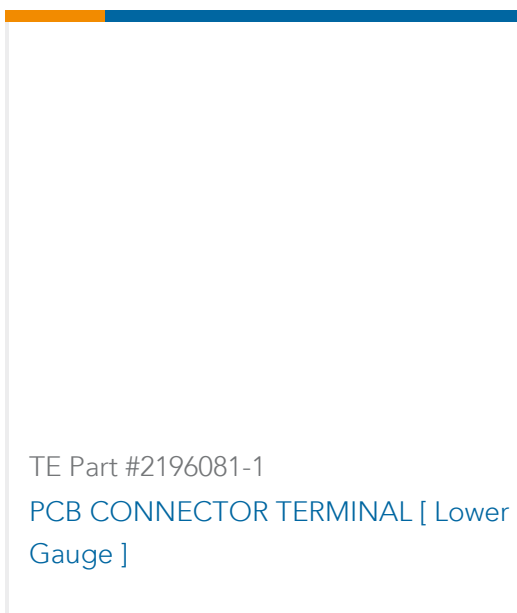 TE Part #2196081-1
PCB CONNECTOR TERMINAL [ Lower
Gauge ]